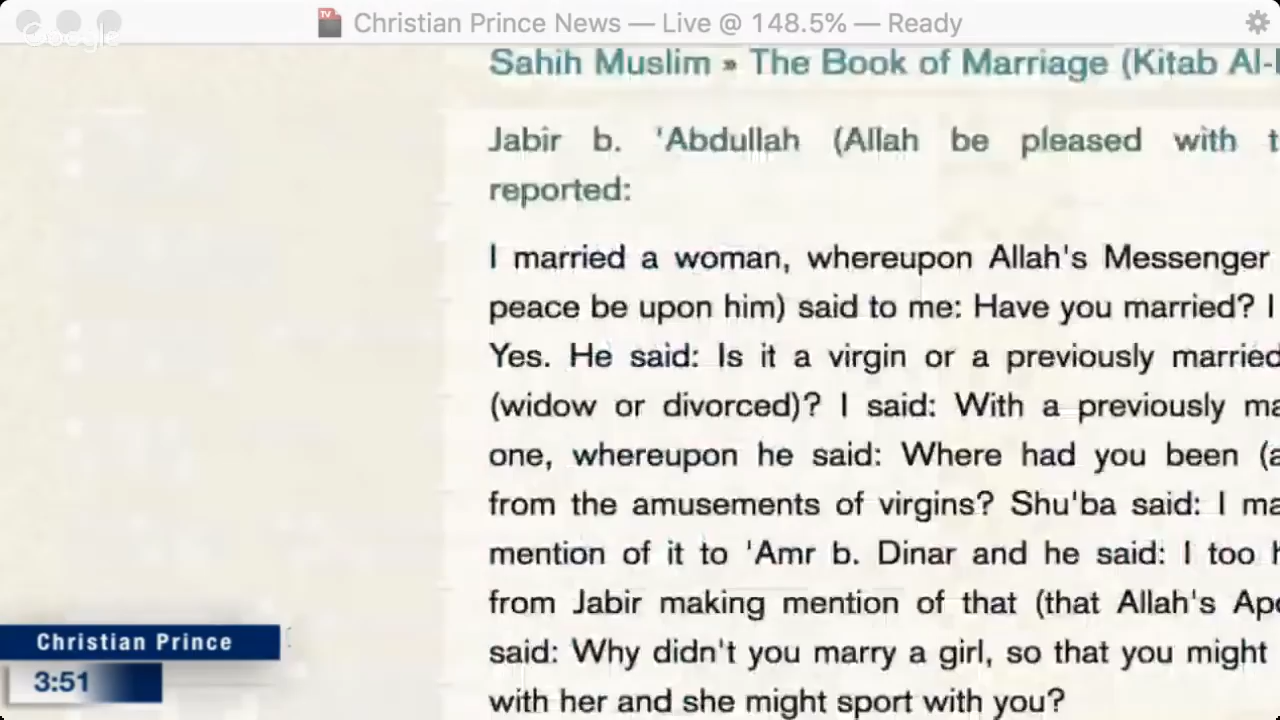 Christian Prince News — Live @ 148.5% — Ready
Google
Sahih Muslim » The Book of Marriage (Kitab Al-
Jabir b. 'Abdullah (Allah be pleased with
reported:
I married a woman, whereupon Allah's Messenger
peace be upon him) said to me: Have you married? I
Yes. He said: Is it a virgin or a previously married
(widow or divorced)? I said: With a previously ma
one, whereupon he said: Where had you been (a
from the amusements of virgins? Shu'ba said: I ma
mention of it to 'Amr b. Dinar and he said: I too h
from Jabir making mention of that (that Allah's Apo
said: Why didn't you marry a girl, so that you might
with her and she might sport with you?
Christian Prince
3:51